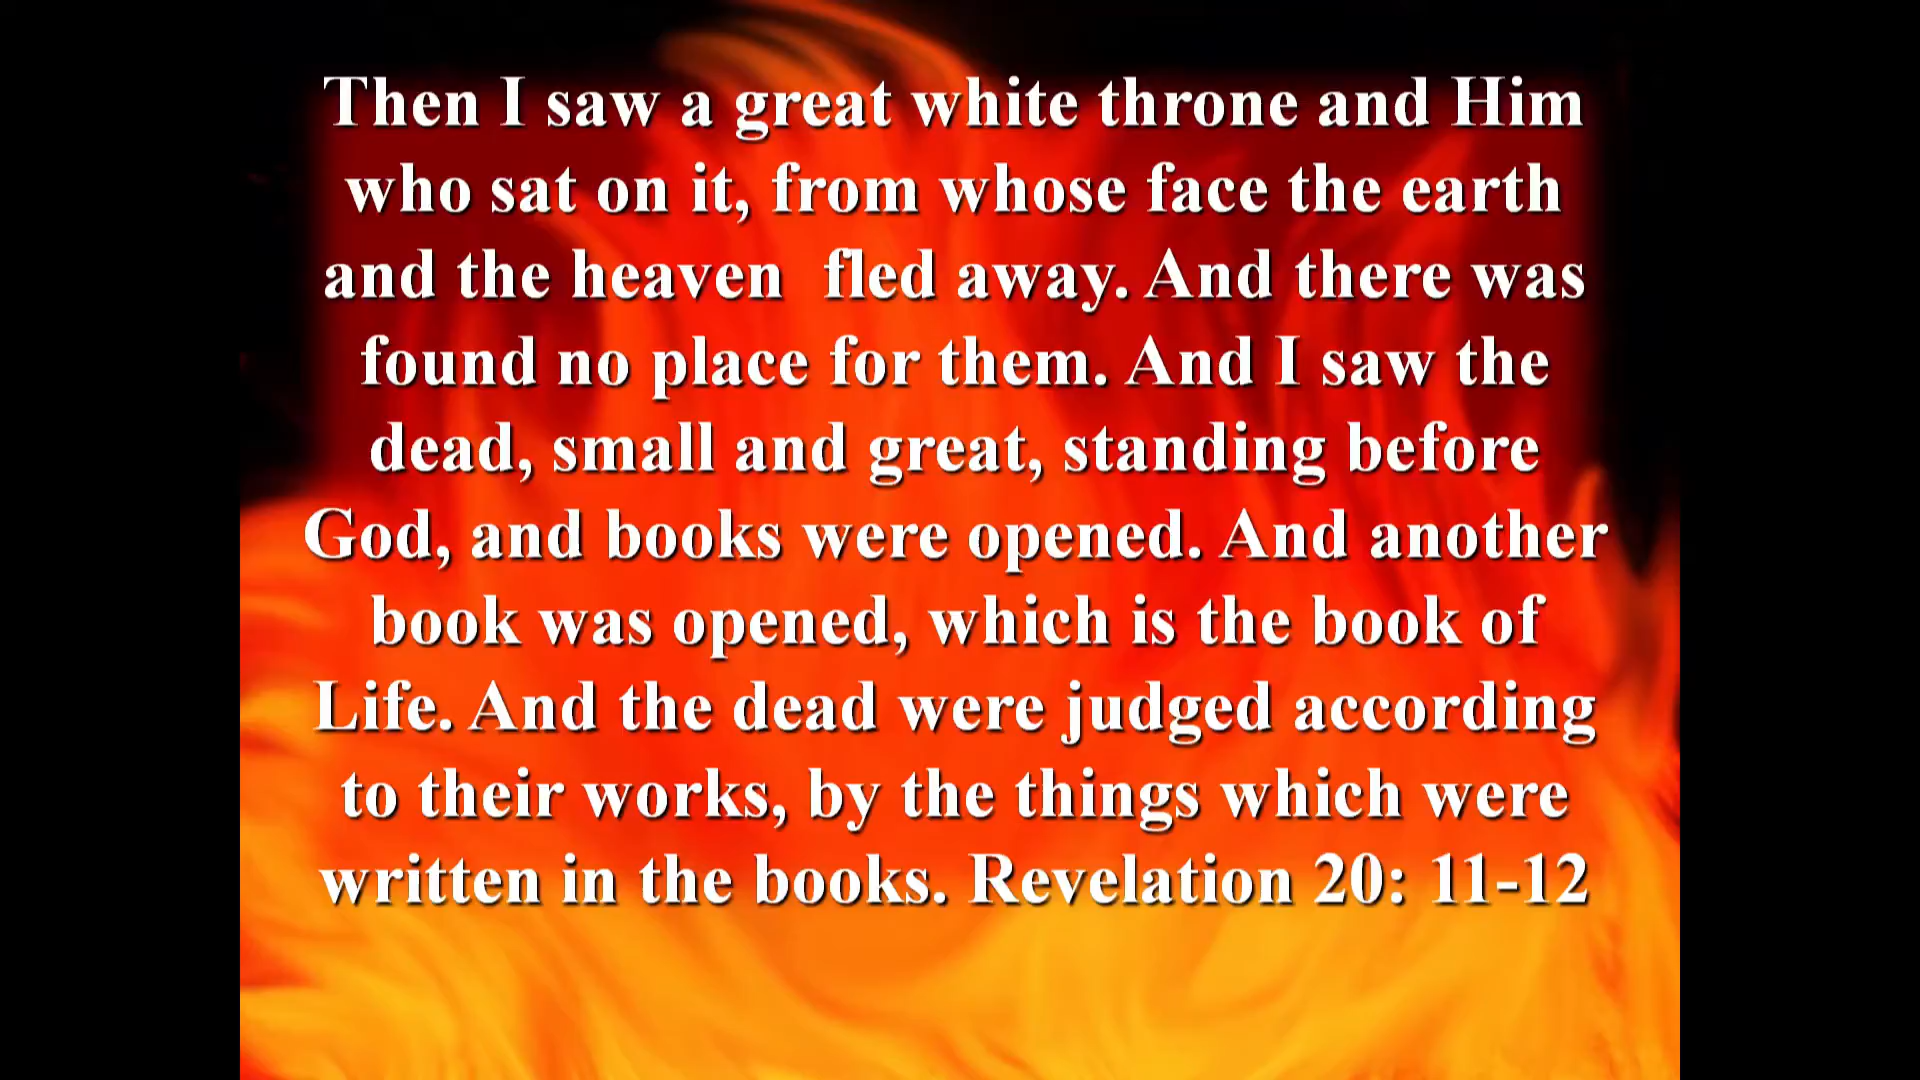 Then I saw a great white throne and Him
who sat on it, from whose face the earth
and the heaven  fled away. And there was
found no place for them. And I saw the
dead, small and great, standing before
God, and books were opened. And another
book was opened, which is the book of
Life. And the dead were judged according
to their works, by the things which were
written in the books. Revelation 20: 11-12